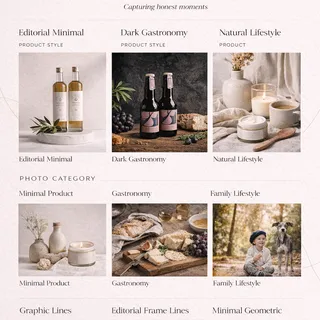 Capturing honest moments
Editorial Minimal
Dark Gastronomy
Natural Lifestyle
PRODUCT STYLE
PRODUCT STYLE
PRODUCT
Editorial Minimal
Dark Gastronomy
Natural Lifestyle
PHOTO CATEGORY
Minimal Product
Gastronomy
Family Lifestyle
Minimal Product
Gastronomy
Family Lifestyle
Graphic Lines
Editorial Frame Lines
Minimal Geometric